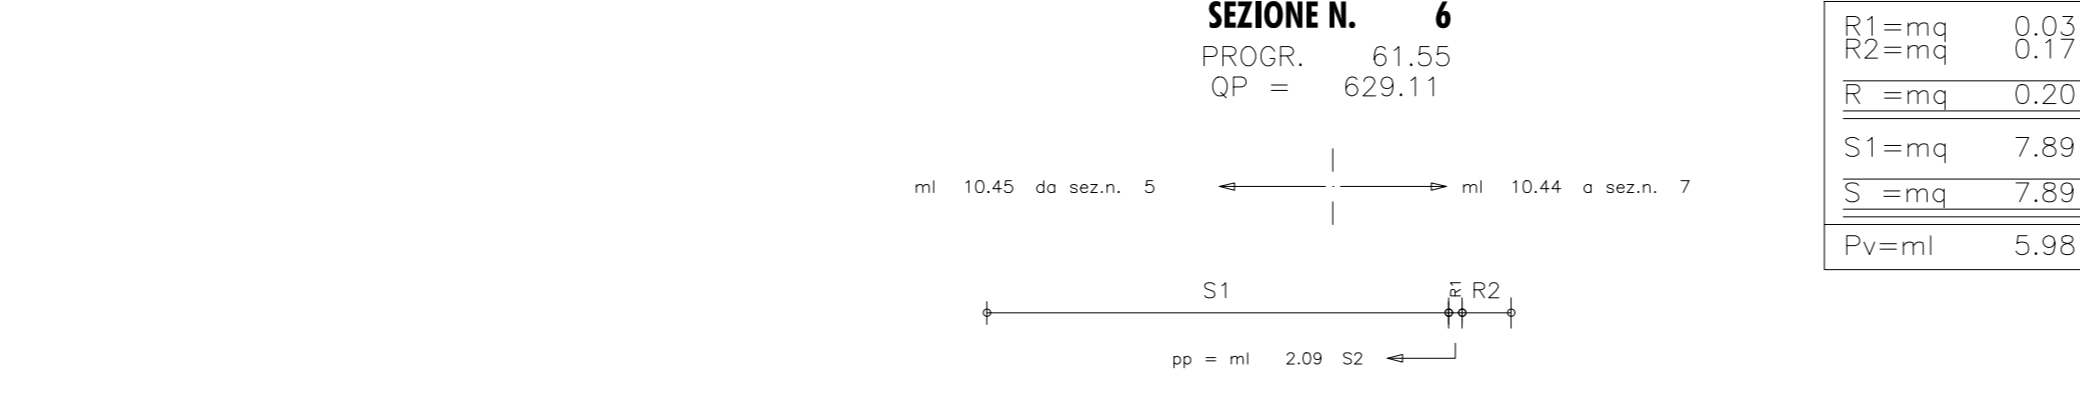 SEZIONE N. 6
PROGR. 61.55
QP = 629.11
ml 10.45 da sez.n. 5
ml 10.44 a sez.n. 7
S1
R1
R2
pp = ml 2.09 S2
R1=mq 0.03
R2=mq 0.17
R =mq 0.20
S1=mq 7.89
S =mq 7.89
Pv=ml 5.98